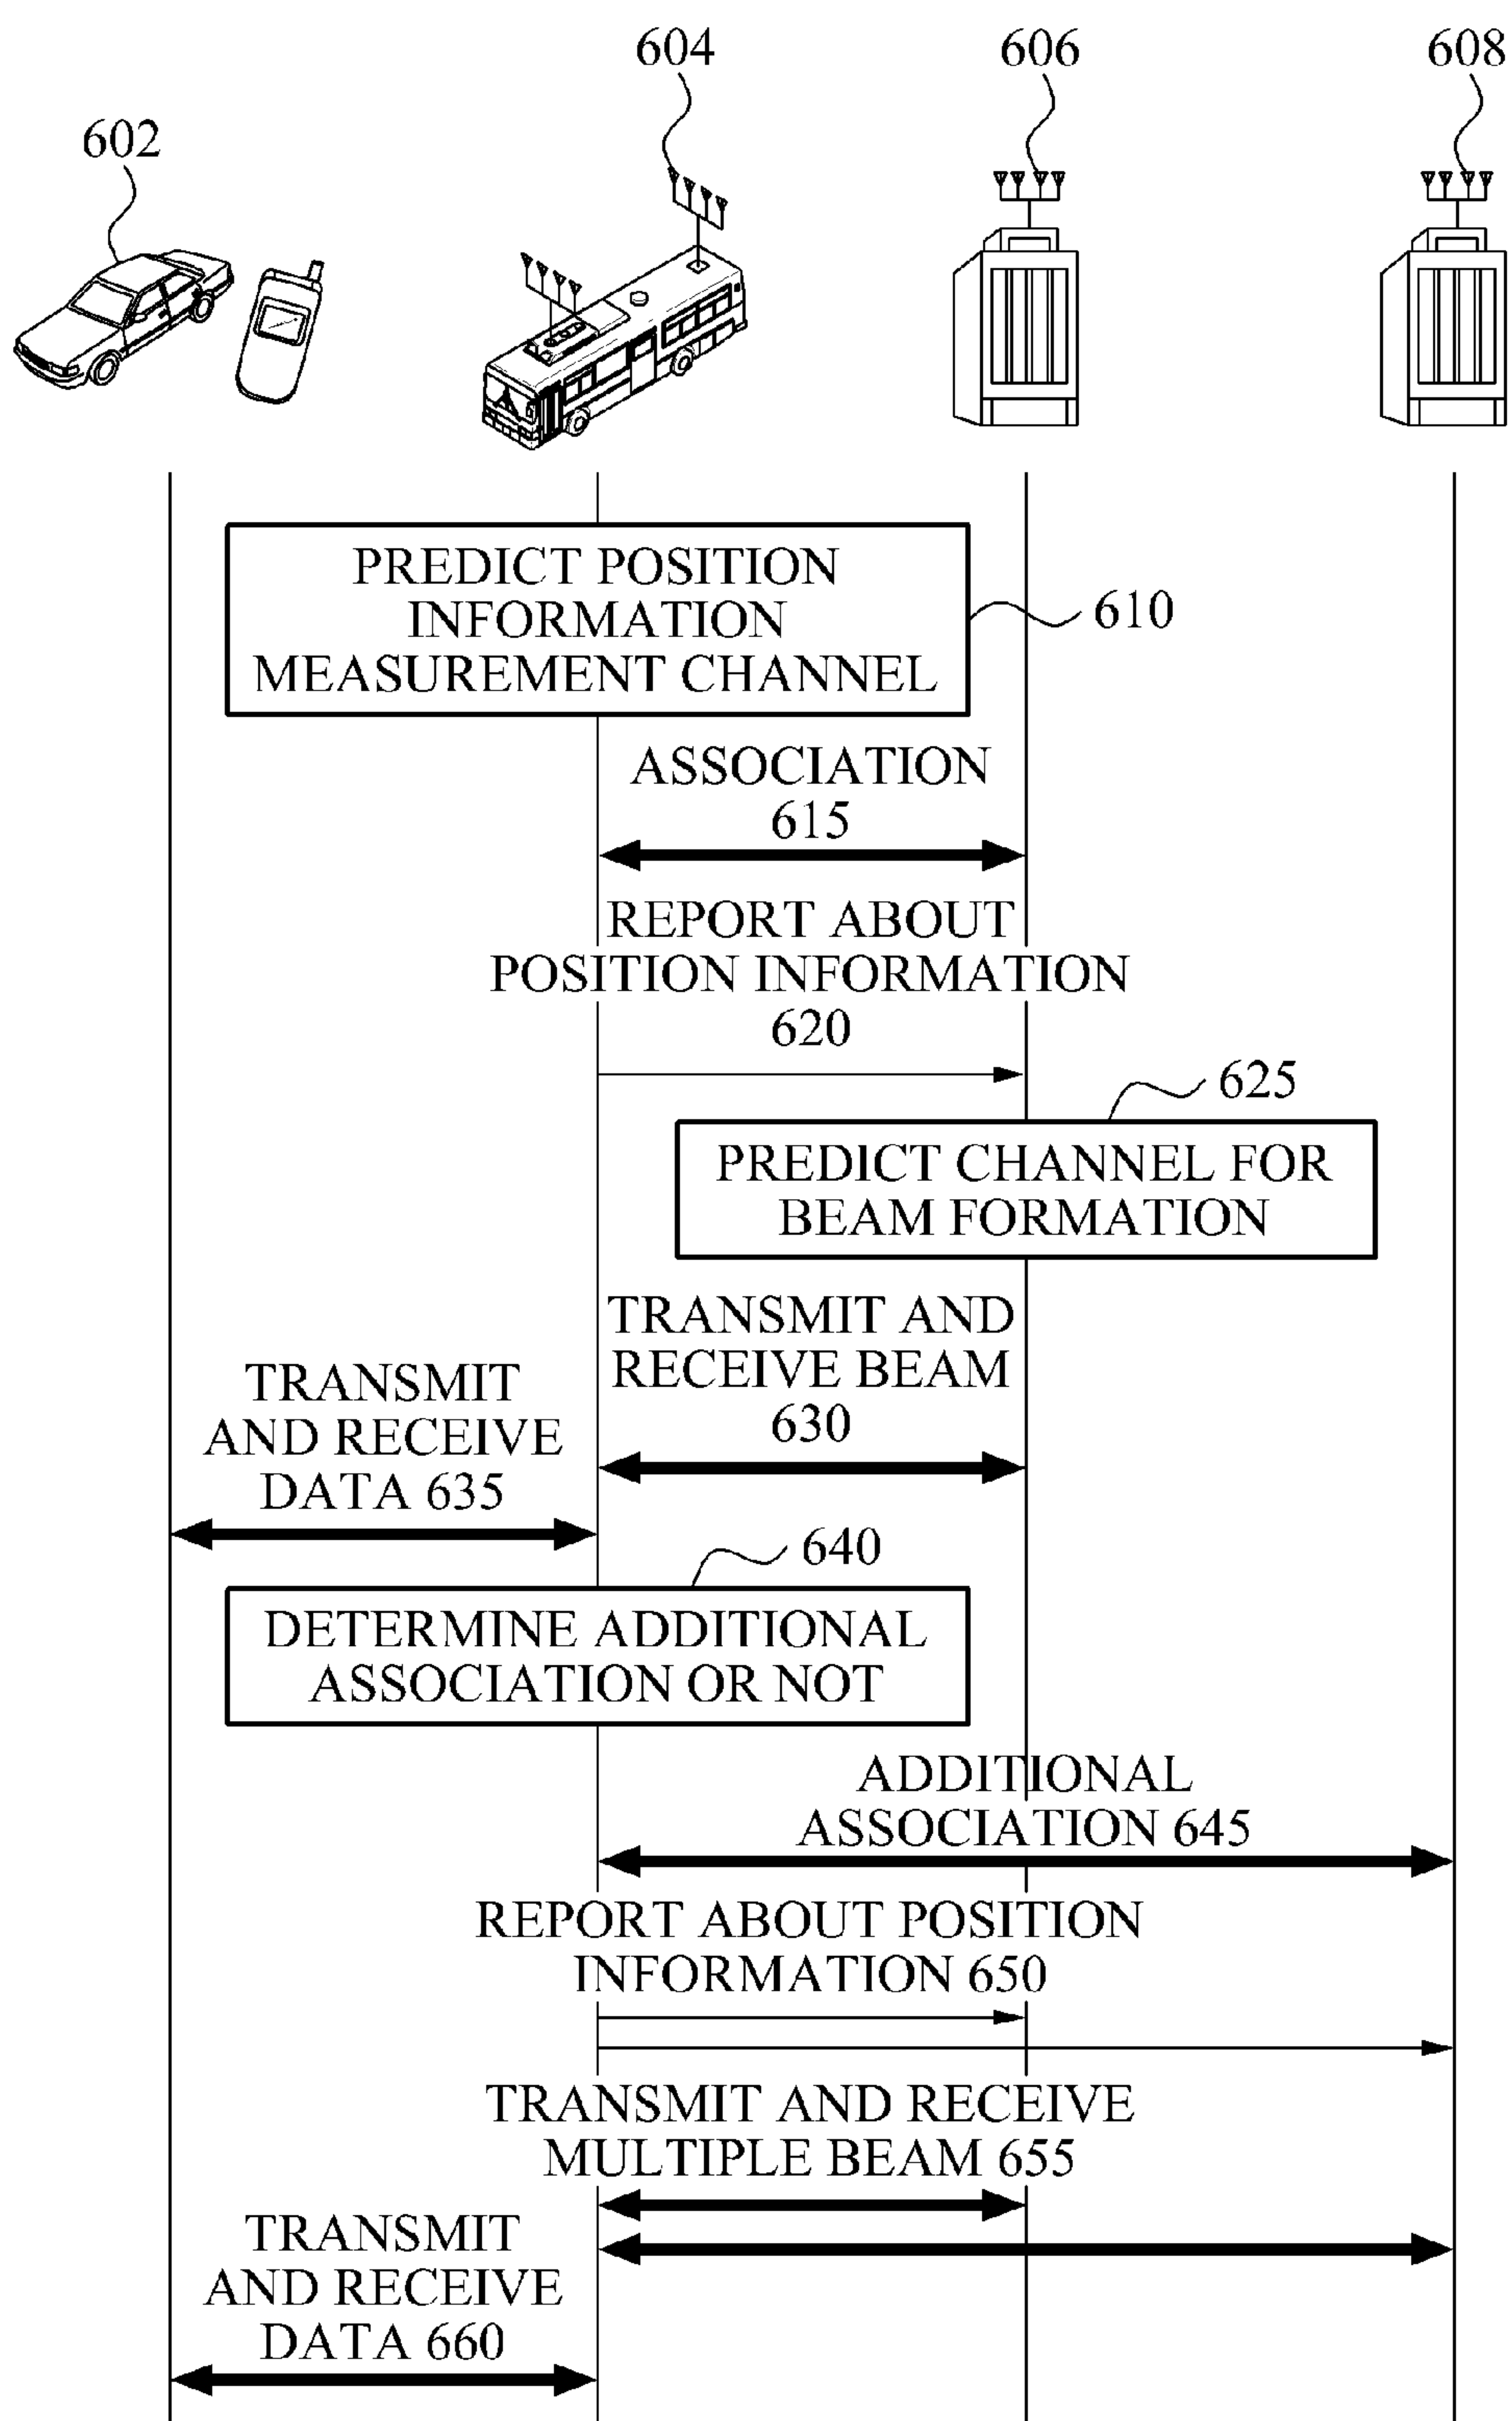 604
606
608
602
PREDICT POSITION
INFORMATION
MEASUREMENT CHANNEL
610
ASSOCIATION
615
REPORT ABOUT
POSITION INFORMATION
620
625
PREDICT CHANNEL FOR
BEAM FORMATION
TRANSMIT AND
RECEIVE BEAM
630
TRANSMIT
AND RECEIVE
DATA 635
640
DETERMINE ADDITIONAL
ASSOCIATION OR NOT
ADDITIONAL
ASSOCIATION 645
REPORT ABOUT POSITION
INFORMATION 650
TRANSMIT AND RECEIVE
MULTIPLE BEAM 655
TRANSMIT
AND RECEIVE
DATA 660